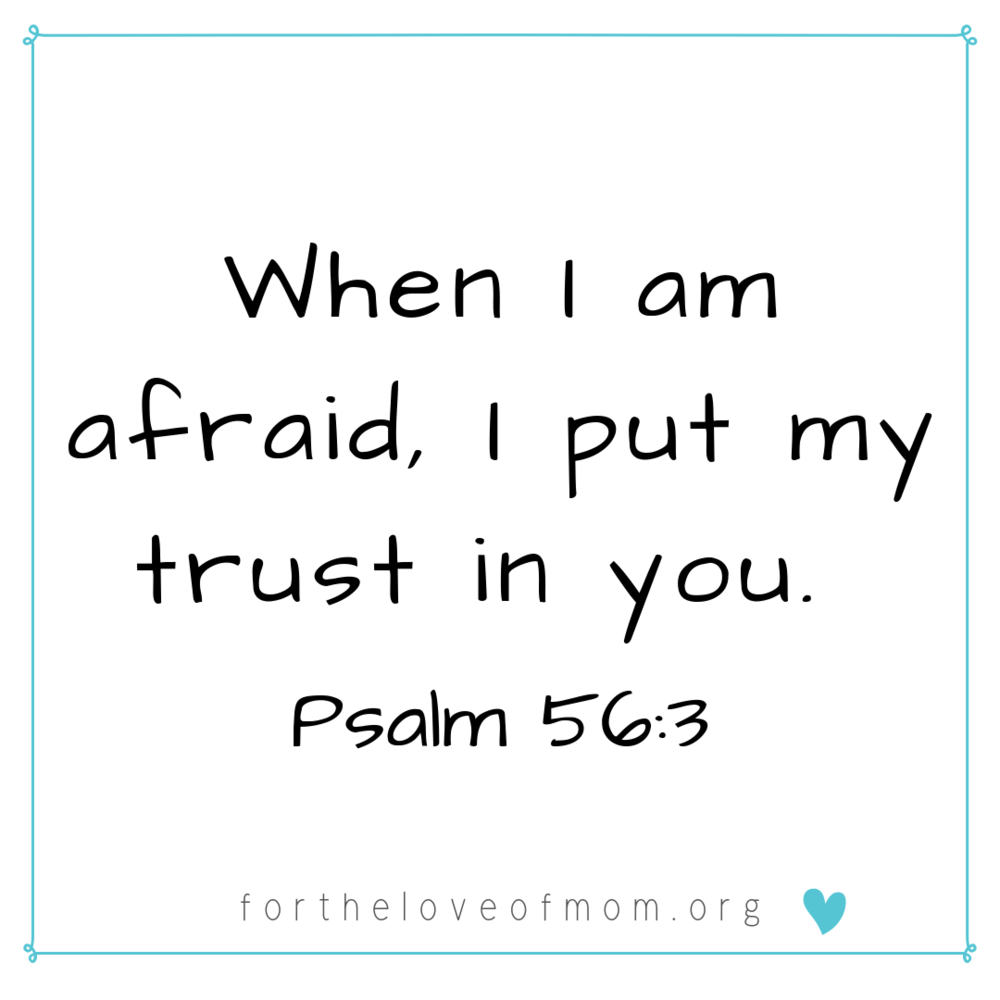 When I am
afraid, I put my
trust in you.
Psalm 56:3
fortheloveofmom.org